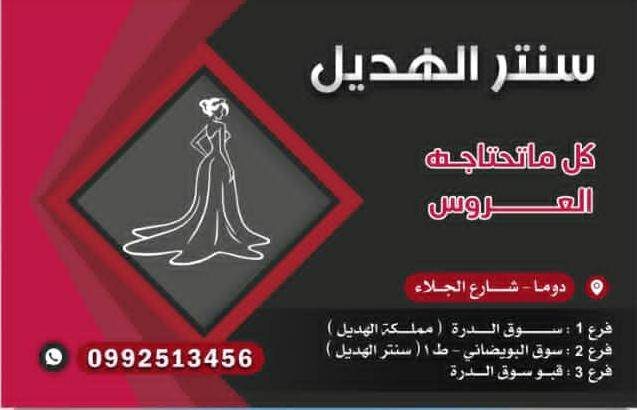 سنتر الهديل
كل ماتحتاجه
العروس
دوما - شارع الجلاء
فرع 1 : سوق الدرة ( مملكة الهديل )
فرع 2 : سوق البويضاني - ط ١ ( سنتر الهديل )
فرع 3 : قبو سوق الدرة
0992513456